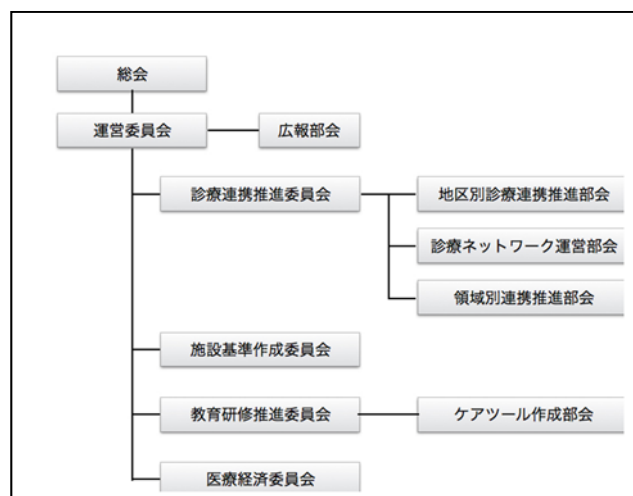 総会
運営委員会
広報部会
診療連携推進委員会
地区別診療連携推進部会
診療ネットワーク運営部会
領域別連携推進部会
施設基準作成委員会
教育研修推進委員会
ケアツール作成部会
医療経済委員会